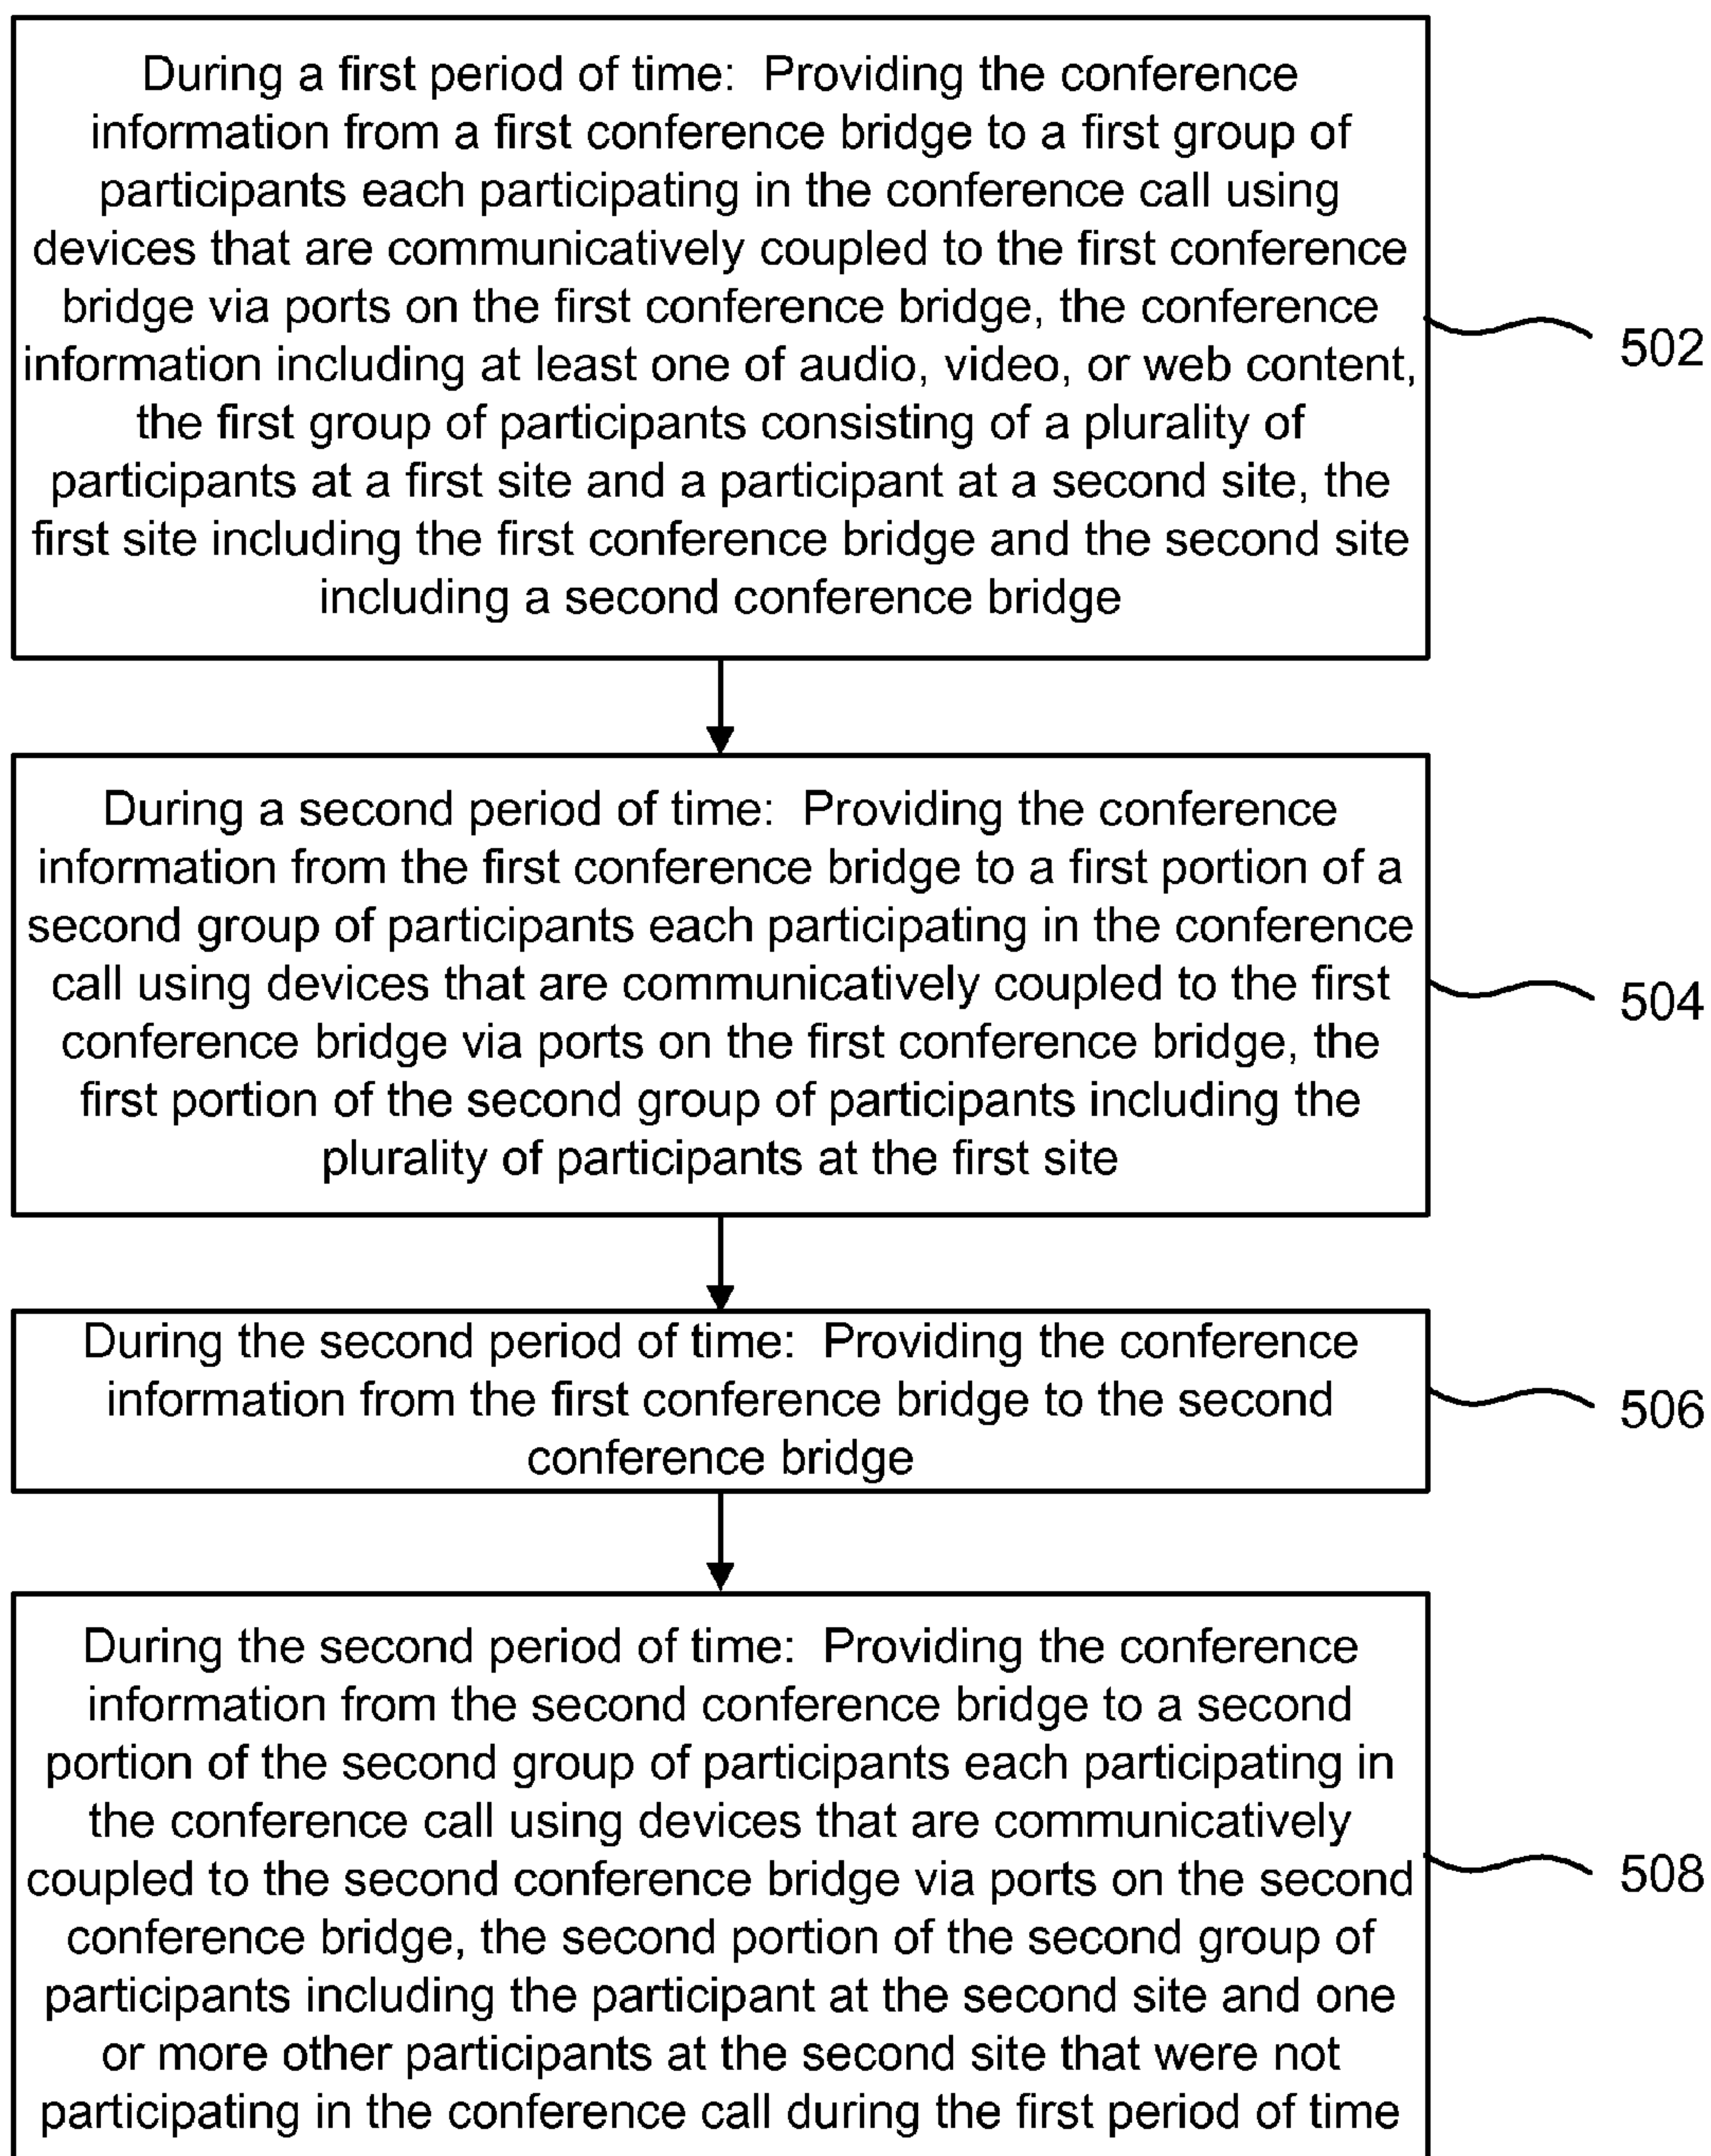 During a first period of time:  Providing the conference
information from a first conference bridge to a first group of
participants each participating in the conference call using
devices that are communicatively coupled to the first conference
bridge via ports on the first conference bridge, the conference
information including at least one of audio, video, or web content,
the first group of participants consisting of a plurality of
participants at a first site and a participant at a second site, the
first site including the first conference bridge and the second site
including a second conference bridge
502
During a second period of time:  Providing the conference
information from the first conference bridge to a first portion of a
second group of participants each participating in the conference
call using devices that are communicatively coupled to the first
conference bridge via ports on the first conference bridge, the
first portion of the second group of participants including the
plurality of participants at the first site
504
During the second period of time:  Providing the conference
information from the first conference bridge to the second
conference bridge
506
During the second period of time:  Providing the conference
information from the second conference bridge to a second
portion of the second group of participants each participating in
the conference call using devices that are communicatively
coupled to the second conference bridge via ports on the second
conference bridge, the second portion of the second group of
participants including the participant at the second site and one
or more other participants at the second site that were not
participating in the conference call during the first period of time
508